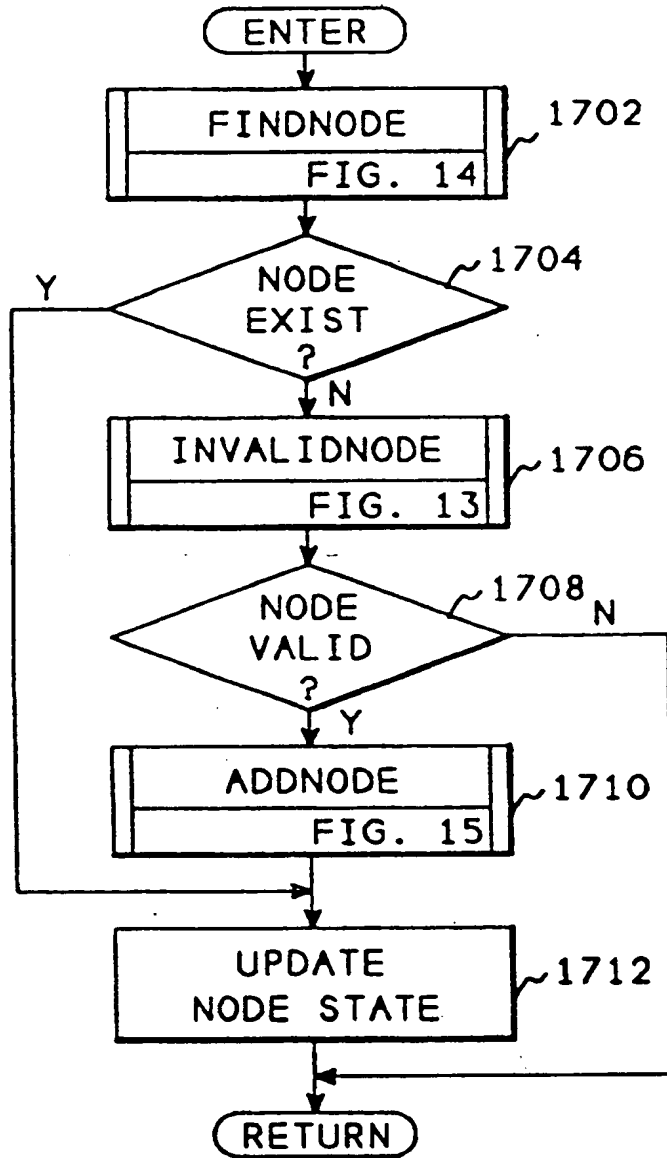 ENTER
FINDNODE
FIG. 14
1702
NODE
EXIST
?
1704
Y
N
INVALIDNODE
FIG. 13
1706
NODE
VALID
?
1708
N
Y
ADDNODE
FIG. 15
1710
UPDATE
NODE STATE
1712
RETURN